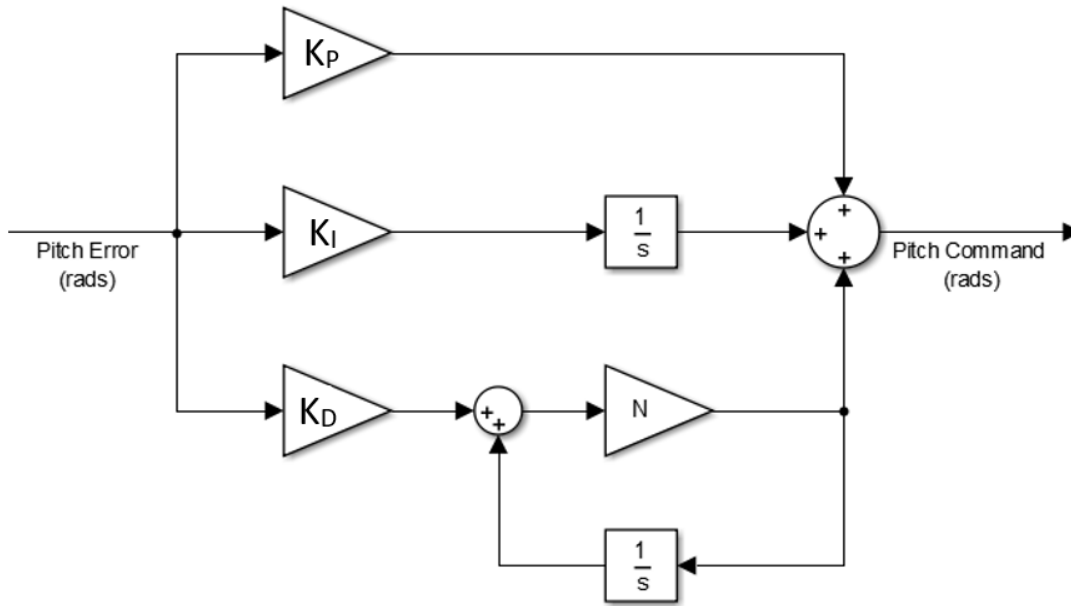 KP
+
KI
1
s
+
+
Pitch Error
(rads)
Pitch Command
(rads)
KD
+
+
N
1
s